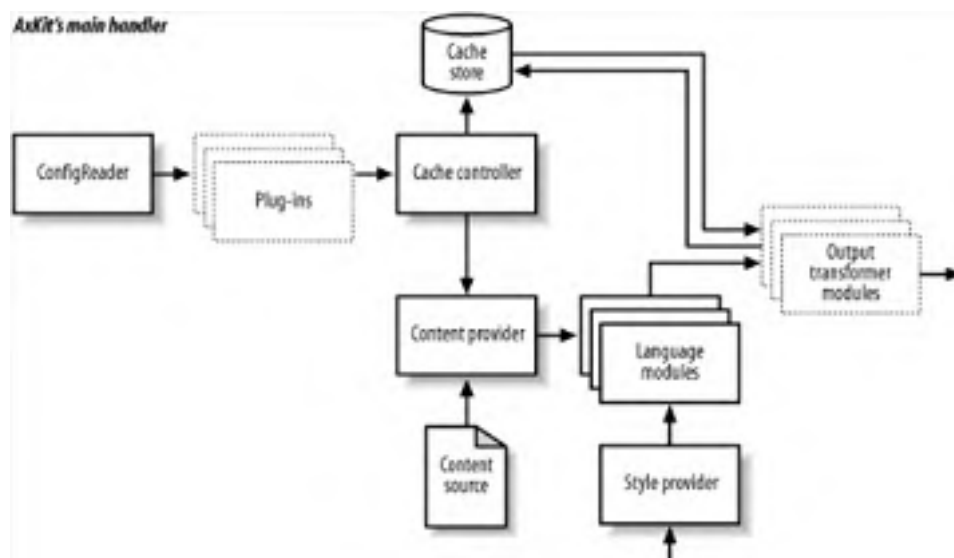 AxKit's main handler
Cache
store
ConfigReader
Plug-ins
Cache controller
Output
transformer
modules
Content provider
Language
modules
Content
source
Style provider